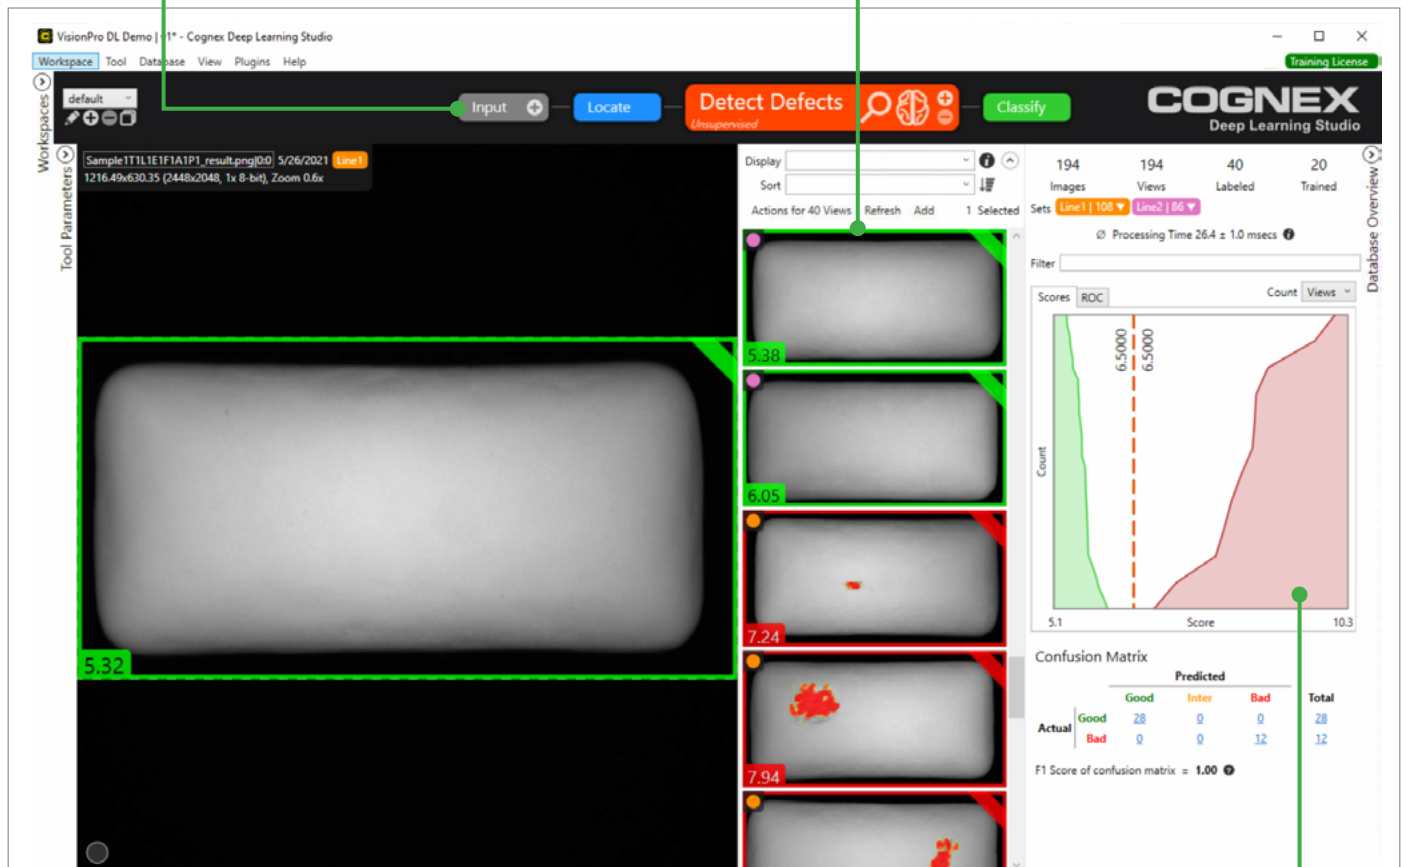 VisionPro DL Demo | v1* - Cognex Deep Learning Studio
Workspace Tool Database View Plugins Help
Training License
Workspaces
default
Input
Locate
Detect Defects
Unsupervised
Classify
COGNEX
Deep Learning Studio
Tool Parameters
Sample1T1L1E1F1A1P1_result.png|0:0 5/26/2021 Line1
1216.49x630.35 (2448x2048, 1x 8-bit), Zoom 0.6x
5.32
Display
Sort
Actions for 40 Views Refresh Add 1 Selected
5.38
6.05
7.24
7.94
194 194 40 20
Images Views Labeled Trained
Sets Line1 | 108 ▼ Line2 | 86 ▼
∅ Processing Time 26.4 ± 1.0 msecs
Filter
Database Overview
Scores ROC Count Views
6.5000
6.5000
Count
5.1 Score 10.3
Confusion Matrix
Predicted
Good Inter Bad Total
Actual Good 28 0 0 28
Bad 0 0 12 12
F1 Score of confusion matrix = 1.00